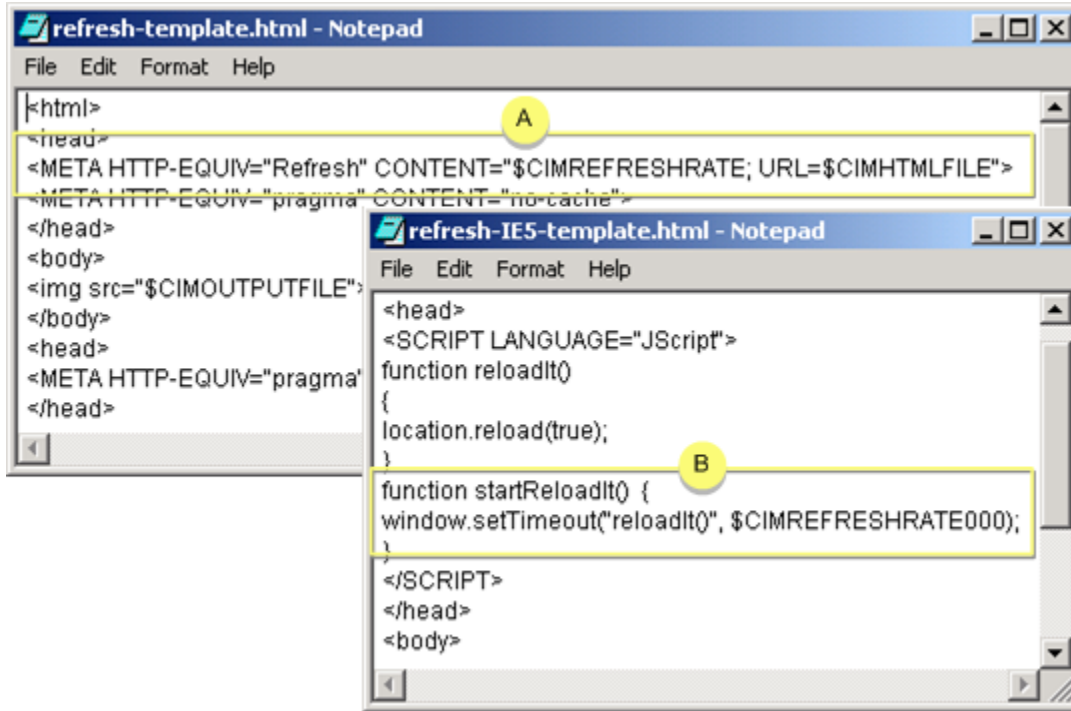 refresh-template.html - Notepad
File Edit Format Help
<html>
A
<head>
<META HTTP-EQUIV="Refresh" CONTENT="$CIMREFRESHRATE; URL=$CIMHTMLFILE">
<META HTTP-EQUIV="pragma" CONTENT="no-cache">
</head>
<body>
<img src="$CIMOUTPUTFILE">
</body>
<head>
<META HTTP-EQUIV="pragma"
</head>
refresh-IE5-template.html - Notepad
File Edit Format Help
<head>
<SCRIPT LANGUAGE="JScript">
function reloadIt()
{
location.reload(true);
}
B
function startReloadIt() {
window.setTimeout("reloadIt()", $CIMREFRESHRATE000);
}
</SCRIPT>
</head>
<body>